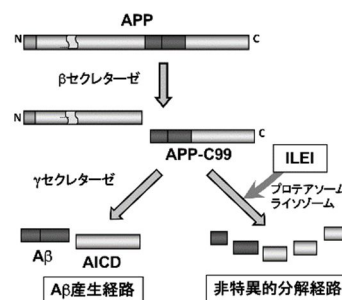 APP
N C
βセクレターゼ
N
C
APP-C99
ILEI
γセクレターゼ
プロテアソーム
ライソゾーム
Aβ
AICD
Aβ産生経路
非特異的分解経路